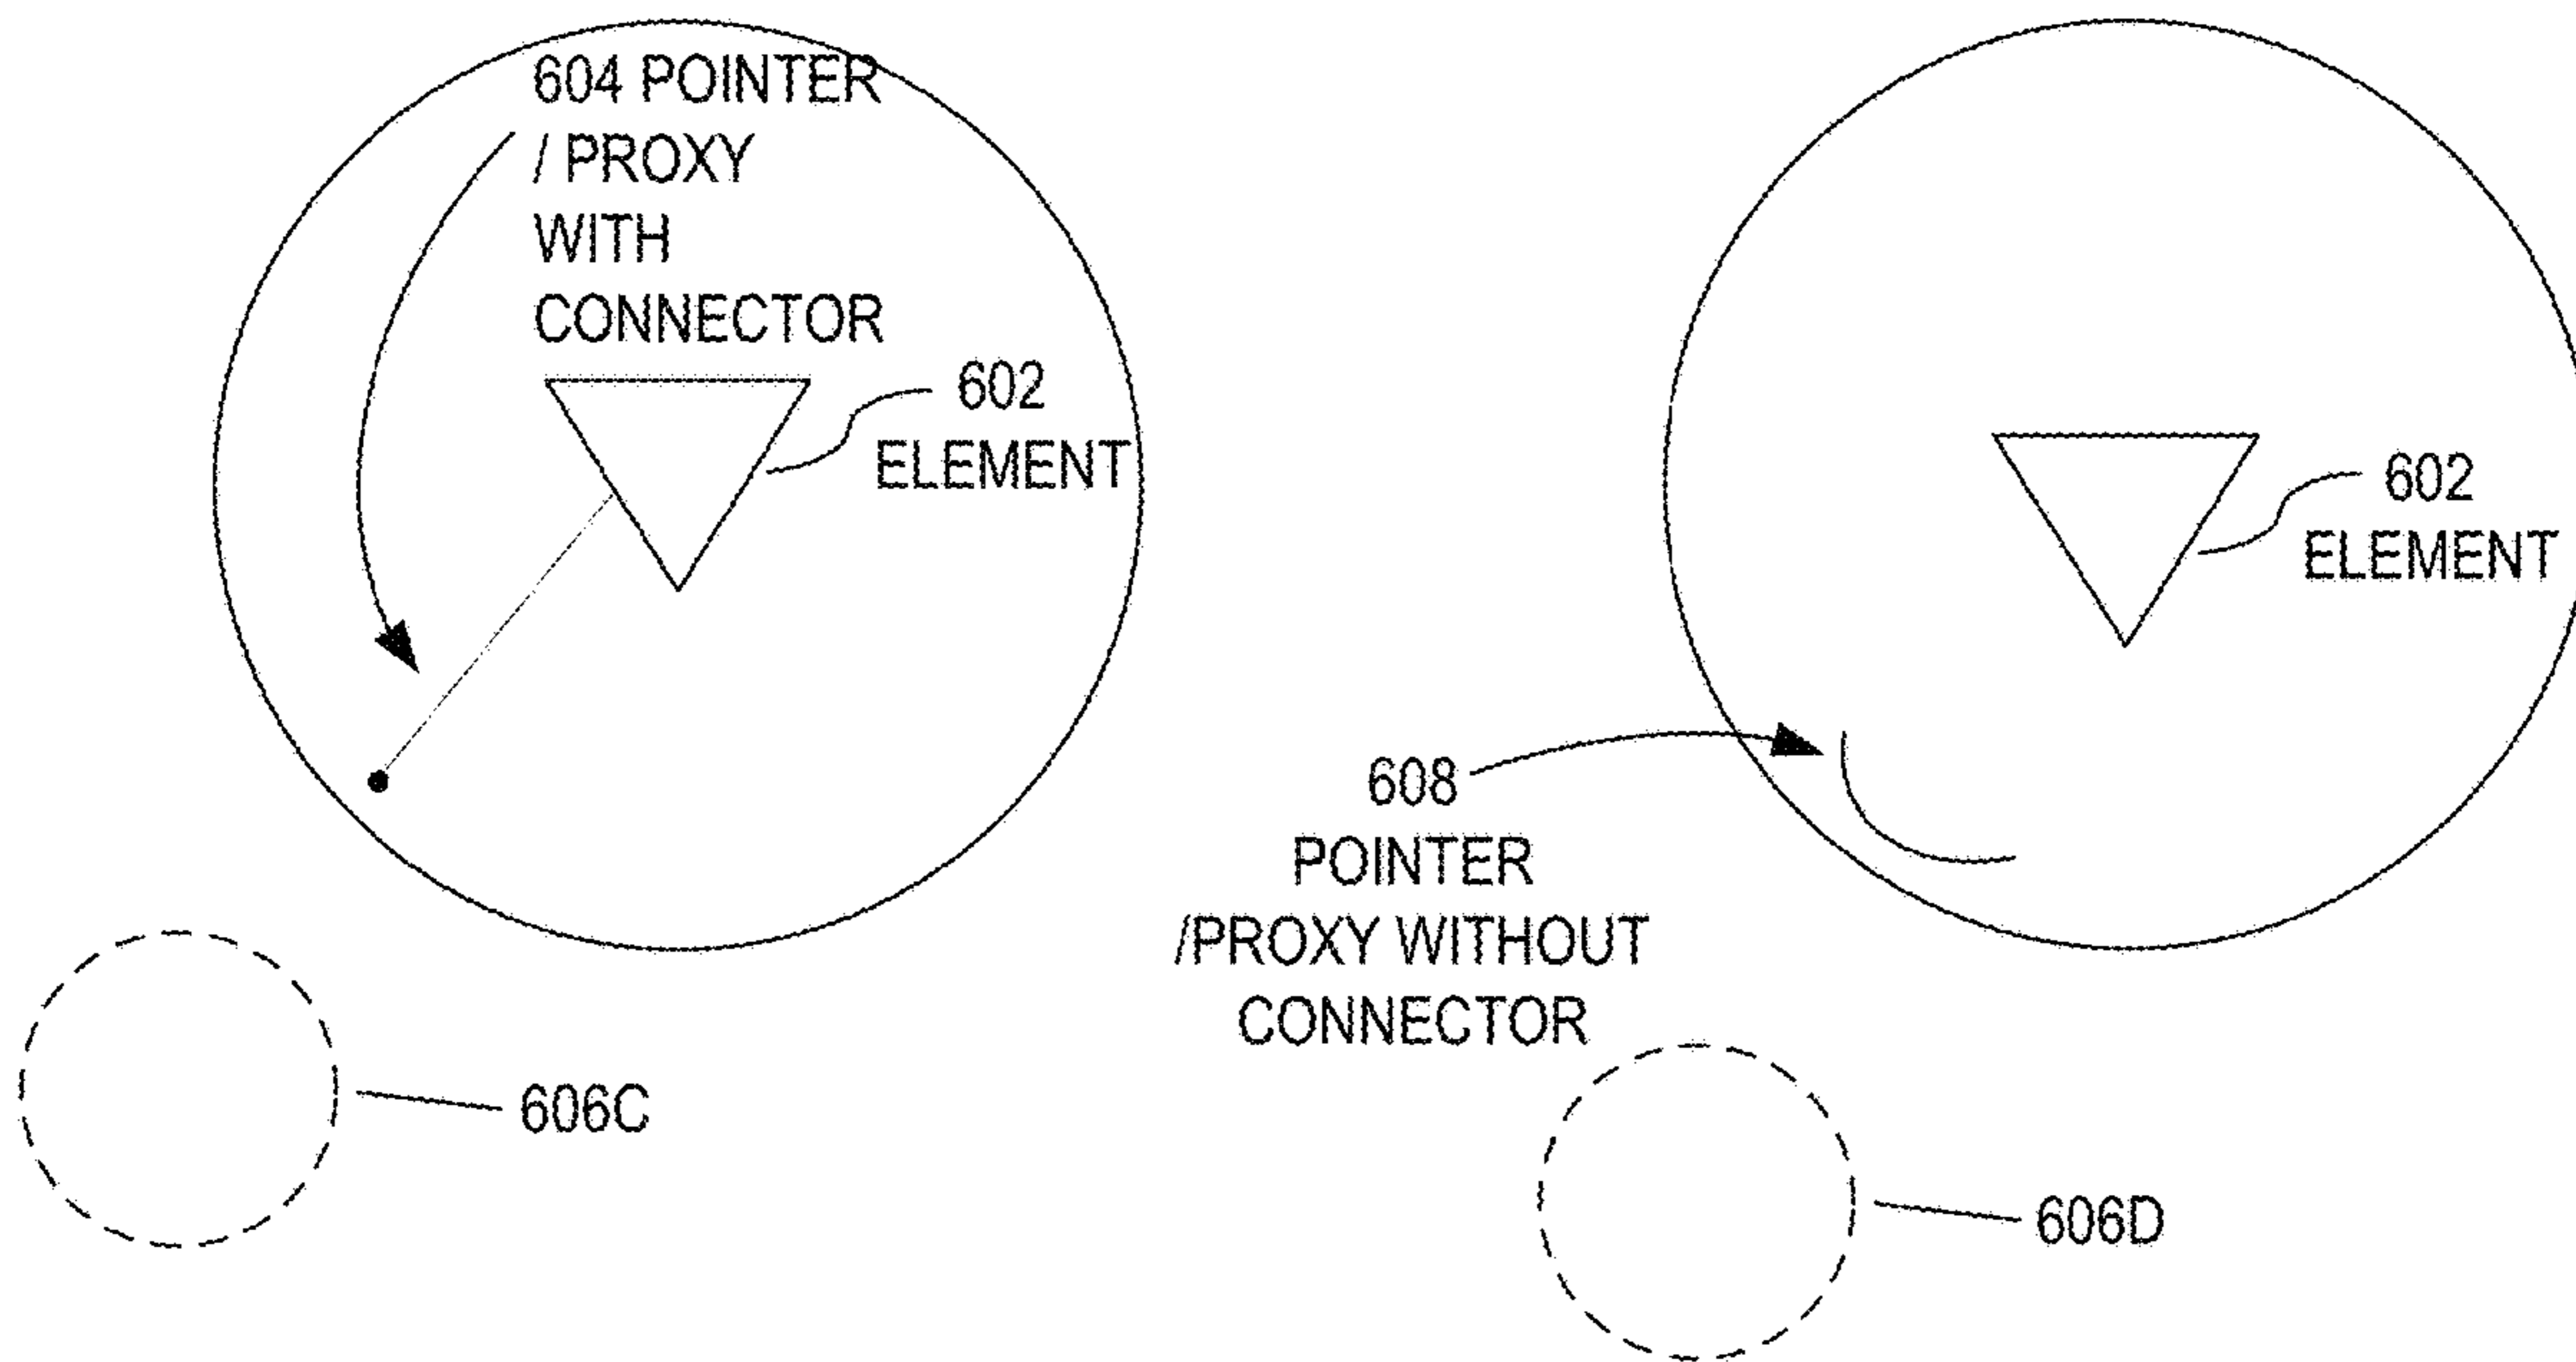 604 POINTER
/ PROXY
WITH
CONNECTOR
602
ELEMENT
606C
602
ELEMENT
608
POINTER
/PROXY WITHOUT
CONNECTOR
606D